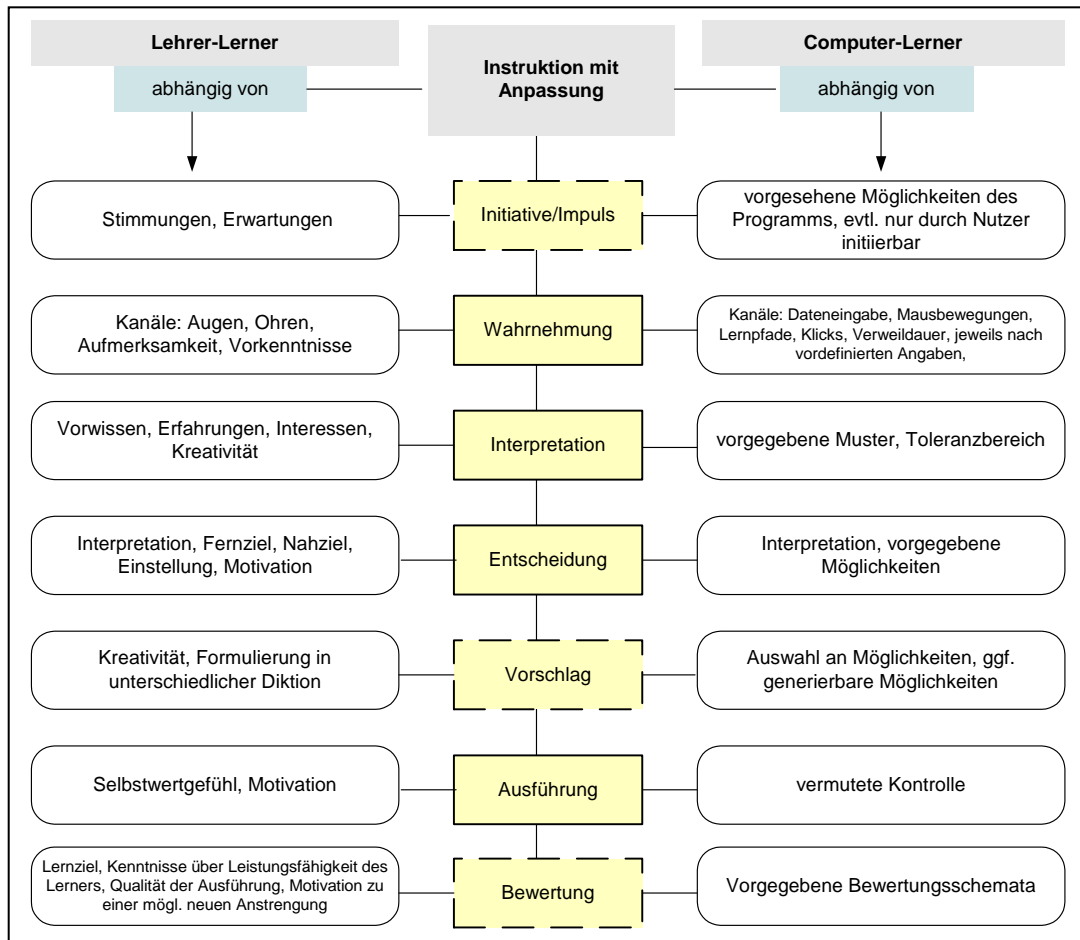 Lehrer-Lerner
abhängig von
Instruktion mit
Anpassung
Computer-Lerner
abhängig von
Stimmungen, Erwartungen
Initiative/Impuls
vorgesehene Möglichkeiten des
Programms, evtl. nur durch Nutzer
initiierbar
Kanäle: Augen, Ohren,
Aufmerksamkeit, Vorkenntnisse
Wahrnehmung
Kanäle: Dateneingabe, Mausbewegungen,
Lernpfade, Klicks, Verweildauer, jeweils nach
vordefinierten Angaben,
Vorwissen, Erfahrungen, Interessen,
Kreativität
Interpretation
vorgegebene Muster, Toleranzbereich
Interpretation, Fernziel, Nahziel,
Einstellung, Motivation
Entscheidung
Interpretation, vorgegebene
Möglichkeiten
Kreativität, Formulierung in
unterschiedlicher Diktion
Vorschlag
Auswahl an Möglichkeiten, ggf.
generierbare Möglichkeiten
Selbstwertgefühl, Motivation
Ausführung
vermutete Kontrolle
Lernziel, Kenntnisse über Leistungsfähigkeit des
Lerners, Qualität der Ausführung, Motivation zu
einer mögl. neuen Anstrengung
Bewertung
Vorgegebene Bewertungsschemata